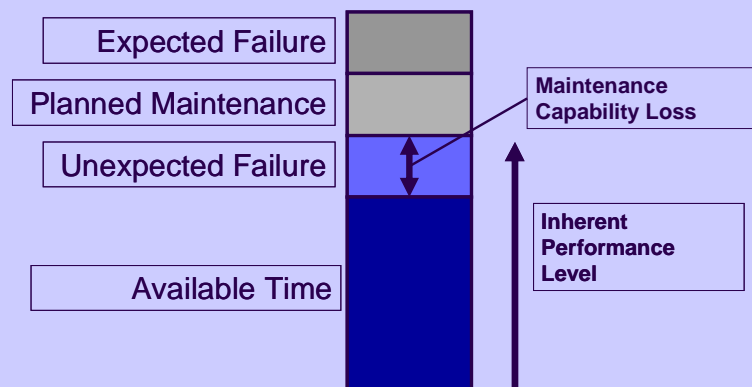 Expected Failure
Planned Maintenance
Unexpected Failure
Available Time
Maintenance
Capability Loss
Inherent
Performance
Level